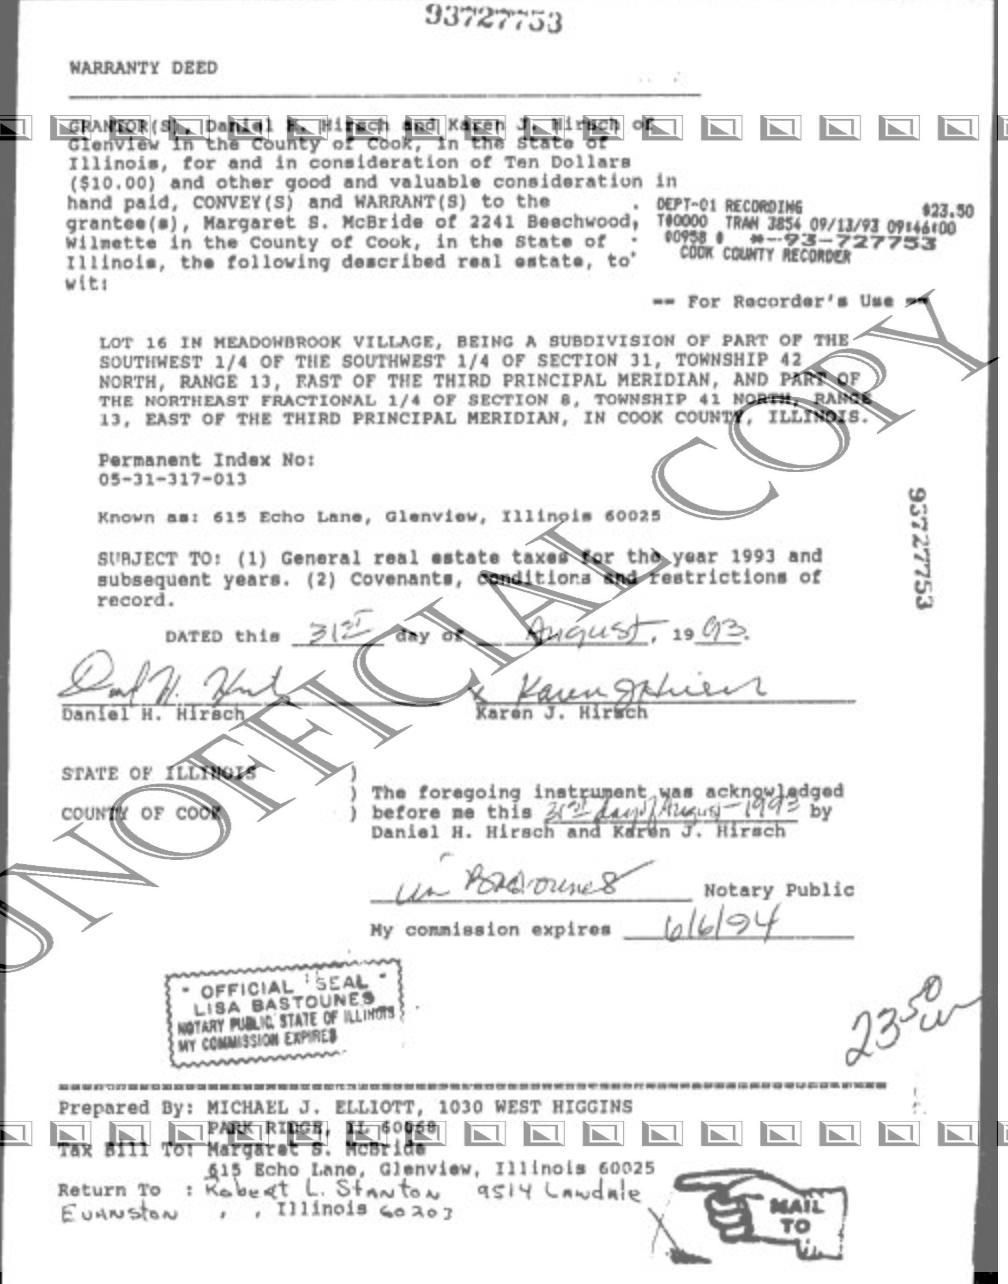 93727753
WARRANTY DEED
GRANTOR(S), Daniel H. Hirsch and Karen J. Hirsch of
Glenview in the County of Cook, in the State of
Illinois, for and in consideration of Ten Dollars
($10.00) and other good and valuable consideration in
hand paid, CONVEY(S) and WARRANT(S) to the
grantee(s), Margaret S. McBride of 2241 Beechwood,
Wilmette in the County of Cook, in the State of
Illinois, the following described real estate, to
wit:
DEPT-01 RECORDING $23.50
T#0000 TRAN 3854 09/13/93 09:46:00
#0958 # *-93-727753
COOK COUNTY RECORDER
-- For Recorder's Use --
LOT 16 IN MEADOWBROOK VILLAGE, BEING A SUBDIVISION OF PART OF THE
SOUTHWEST 1/4 OF THE SOUTHWEST 1/4 OF SECTION 31, TOWNSHIP 42
NORTH, RANGE 13, EAST OF THE THIRD PRINCIPAL MERIDIAN, AND PART OF
THE NORTHEAST FRACTIONAL 1/4 OF SECTION 8, TOWNSHIP 41 NORTH, RANGE
13, EAST OF THE THIRD PRINCIPAL MERIDIAN, IN COOK COUNTY, ILLINOIS.
Permanent Index No:
05-31-317-013
Known as: 615 Echo Lane, Glenview, Illinois 60025
93727753
SUBJECT TO: (1) General real estate taxes for the year 1993 and
subsequent years. (2) Covenants, conditions and restrictions of
record.
DATED this 31st day of August, 1993.
Daniel H. Hirsch
Karen J. Hirsch
Daniel H. Hirsch
Karen J. Hirsch
STATE OF ILLINOIS )
COUNTY OF COOK )
The foregoing instrument was acknowledged
before me this 31st day of August 1993 by
Daniel H. Hirsch and Karen J. Hirsch
Lisa Bastounes Notary Public
My commission expires 6/6/94
" OFFICIAL SEAL "
LISA BASTOUNES
NOTARY PUBLIC, STATE OF ILLINOIS
MY COMMISSION EXPIRES
23.50
Prepared By: MICHAEL J. ELLIOTT, 1030 WEST HIGGINS
PARK RIDGE, IL 60068
Tax Bill To: Margaret S. McBride
615 Echo Lane, Glenview, Illinois 60025
Return To : Robert L. Stanton 9514 Lawndale
Evanston , , Illinois 60203
MAIL
TO
UNOFFICIAL COPY